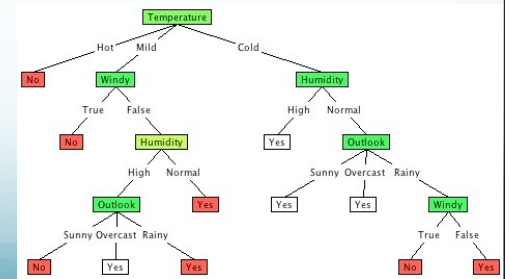 Temperature
Hot Mild Cold
No Windy Humidity
True False High Normal
No Humidity Yes Outlook
High Normal Sunny Overcast Rainy
Outlook Yes Yes Yes Windy
Sunny Overcast Rainy True False
No Yes Yes No Yes